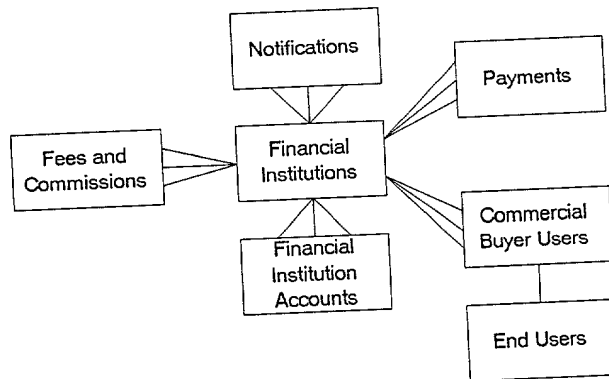 Notifications
Payments
Financial
Institutions
Fees and
Commissions
Commercial
Buyer Users
Financial
Institution
Accounts
End Users